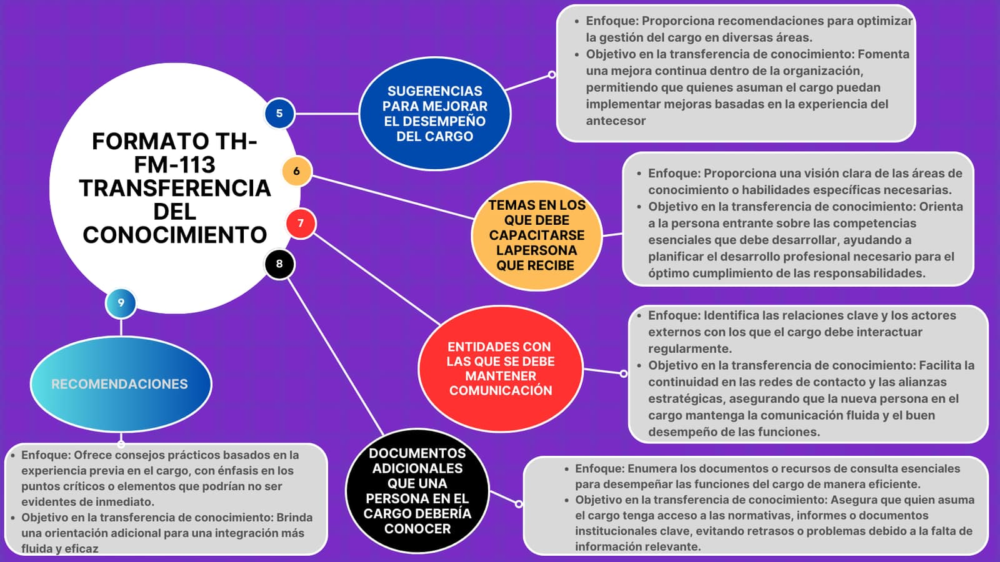 FORMATO TH-
FM-113
TRANSFERENCIA
DEL
CONOCIMIENTO
5
SUGERENCIAS
PARA MEJORAR
EL DESEMPEÑO
DEL CARGO
• Enfoque: Proporciona recomendaciones para optimizar
la gestión del cargo en diversas áreas.
• Objetivo en la transferencia de conocimiento: Fomenta
una mejora continua dentro de la organización,
permitiendo que quienes asuman el cargo puedan
implementar mejoras basadas en la experiencia del
antecesor
6
TEMAS EN LOS
QUE DEBE
CAPACITARSE
LAPERSONA
QUE RECIBE
• Enfoque: Proporciona una visión clara de las áreas de
conocimiento o habilidades específicas necesarias.
• Objetivo en la transferencia de conocimiento: Orienta
a la persona entrante sobre las competencias
esenciales que debe desarrollar, ayudando a
planificar el desarrollo profesional necesario para el
óptimo cumplimiento de las responsabilidades.
7
ENTIDADES CON
LAS QUE SE DEBE
MANTENER
COMUNICACIÓN
• Enfoque: Identifica las relaciones clave y los actores
externos con los que el cargo debe interactuar
regularmente.
• Objetivo en la transferencia de conocimiento: Facilita la
continuidad en las redes de contacto y las alianzas
estratégicas, asegurando que la nueva persona en el
cargo mantenga la comunicación fluida y el buen
desempeño de las funciones.
8
DOCUMENTOS
ADICIONALES
QUE UNA
PERSONA EN EL
CARGO DEBERÍA
CONOCER
• Enfoque: Enumera los documentos o recursos de consulta esenciales
para desempeñar las funciones del cargo de manera eficiente.
• Objetivo en la transferencia de conocimiento: Asegura que quien asuma
el cargo tenga acceso a las normativas, informes o documentos
institucionales clave, evitando retrasos o problemas debido a la falta de
información relevante.
9
RECOMENDACIONES
• Enfoque: Ofrece consejos prácticos basados en la
experiencia previa en el cargo, con énfasis en los
puntos críticos o elementos que podrían no ser
evidentes de inmediato.
• Objetivo en la transferencia de conocimiento: Brinda
una orientación adicional para una integración más
fluida y eficaz